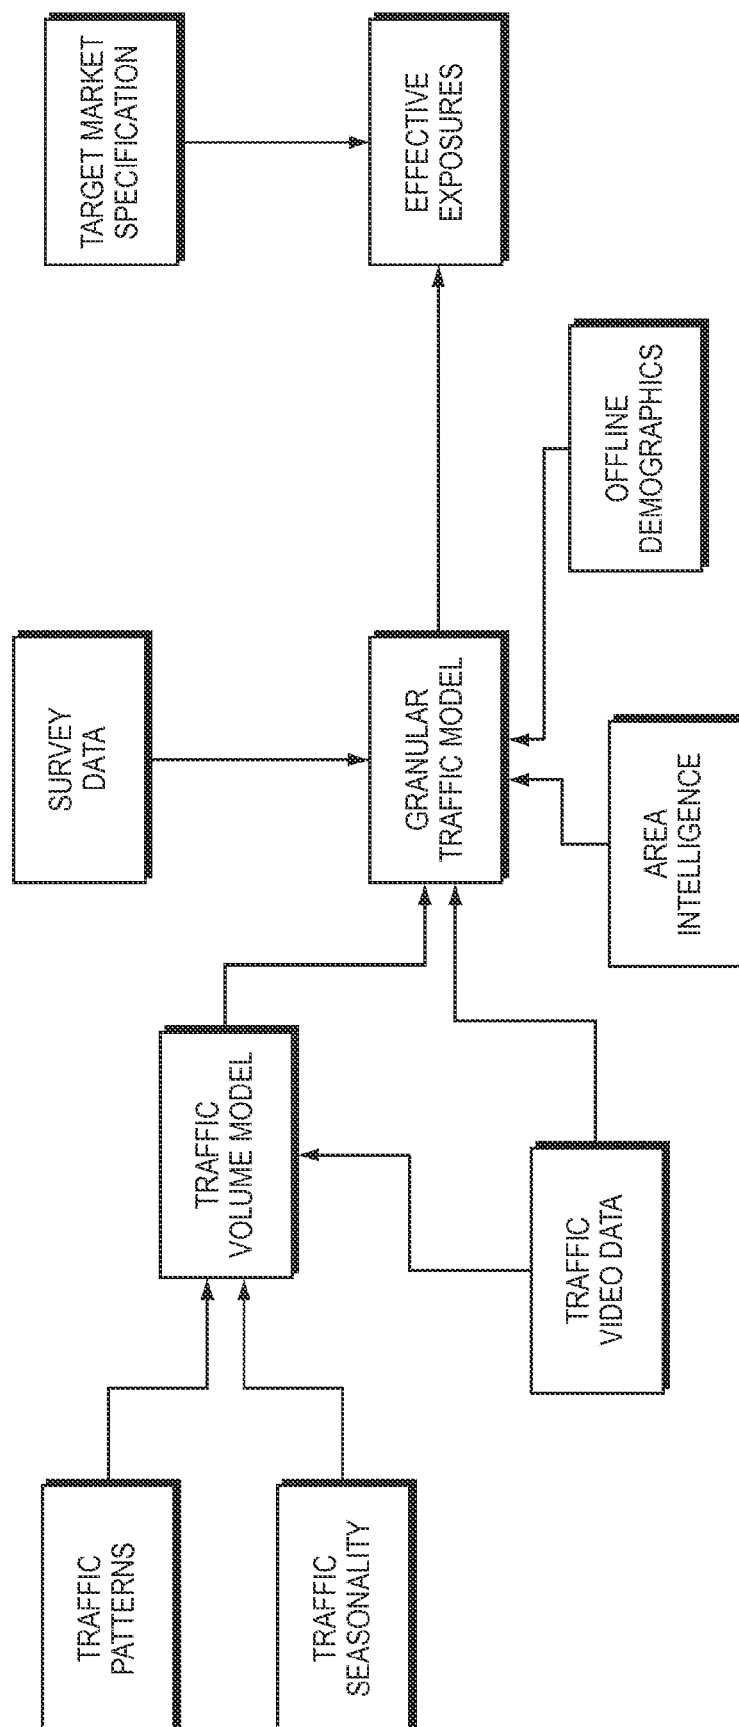 TRAFFIC
PATTERNS
TRAFFIC
SEASONALITY
TRAFFIC
VOLUME MODEL
TRAFFIC
VIDEO DATA
SURVEY
DATA
GRANULAR
TRAFFIC MODEL
AREA
INTELLIGENCE
OFFLINE
DEMOGRAPHICS
TARGET MARKET
SPECIFICATION
EFFECTIVE
EXPOSURES